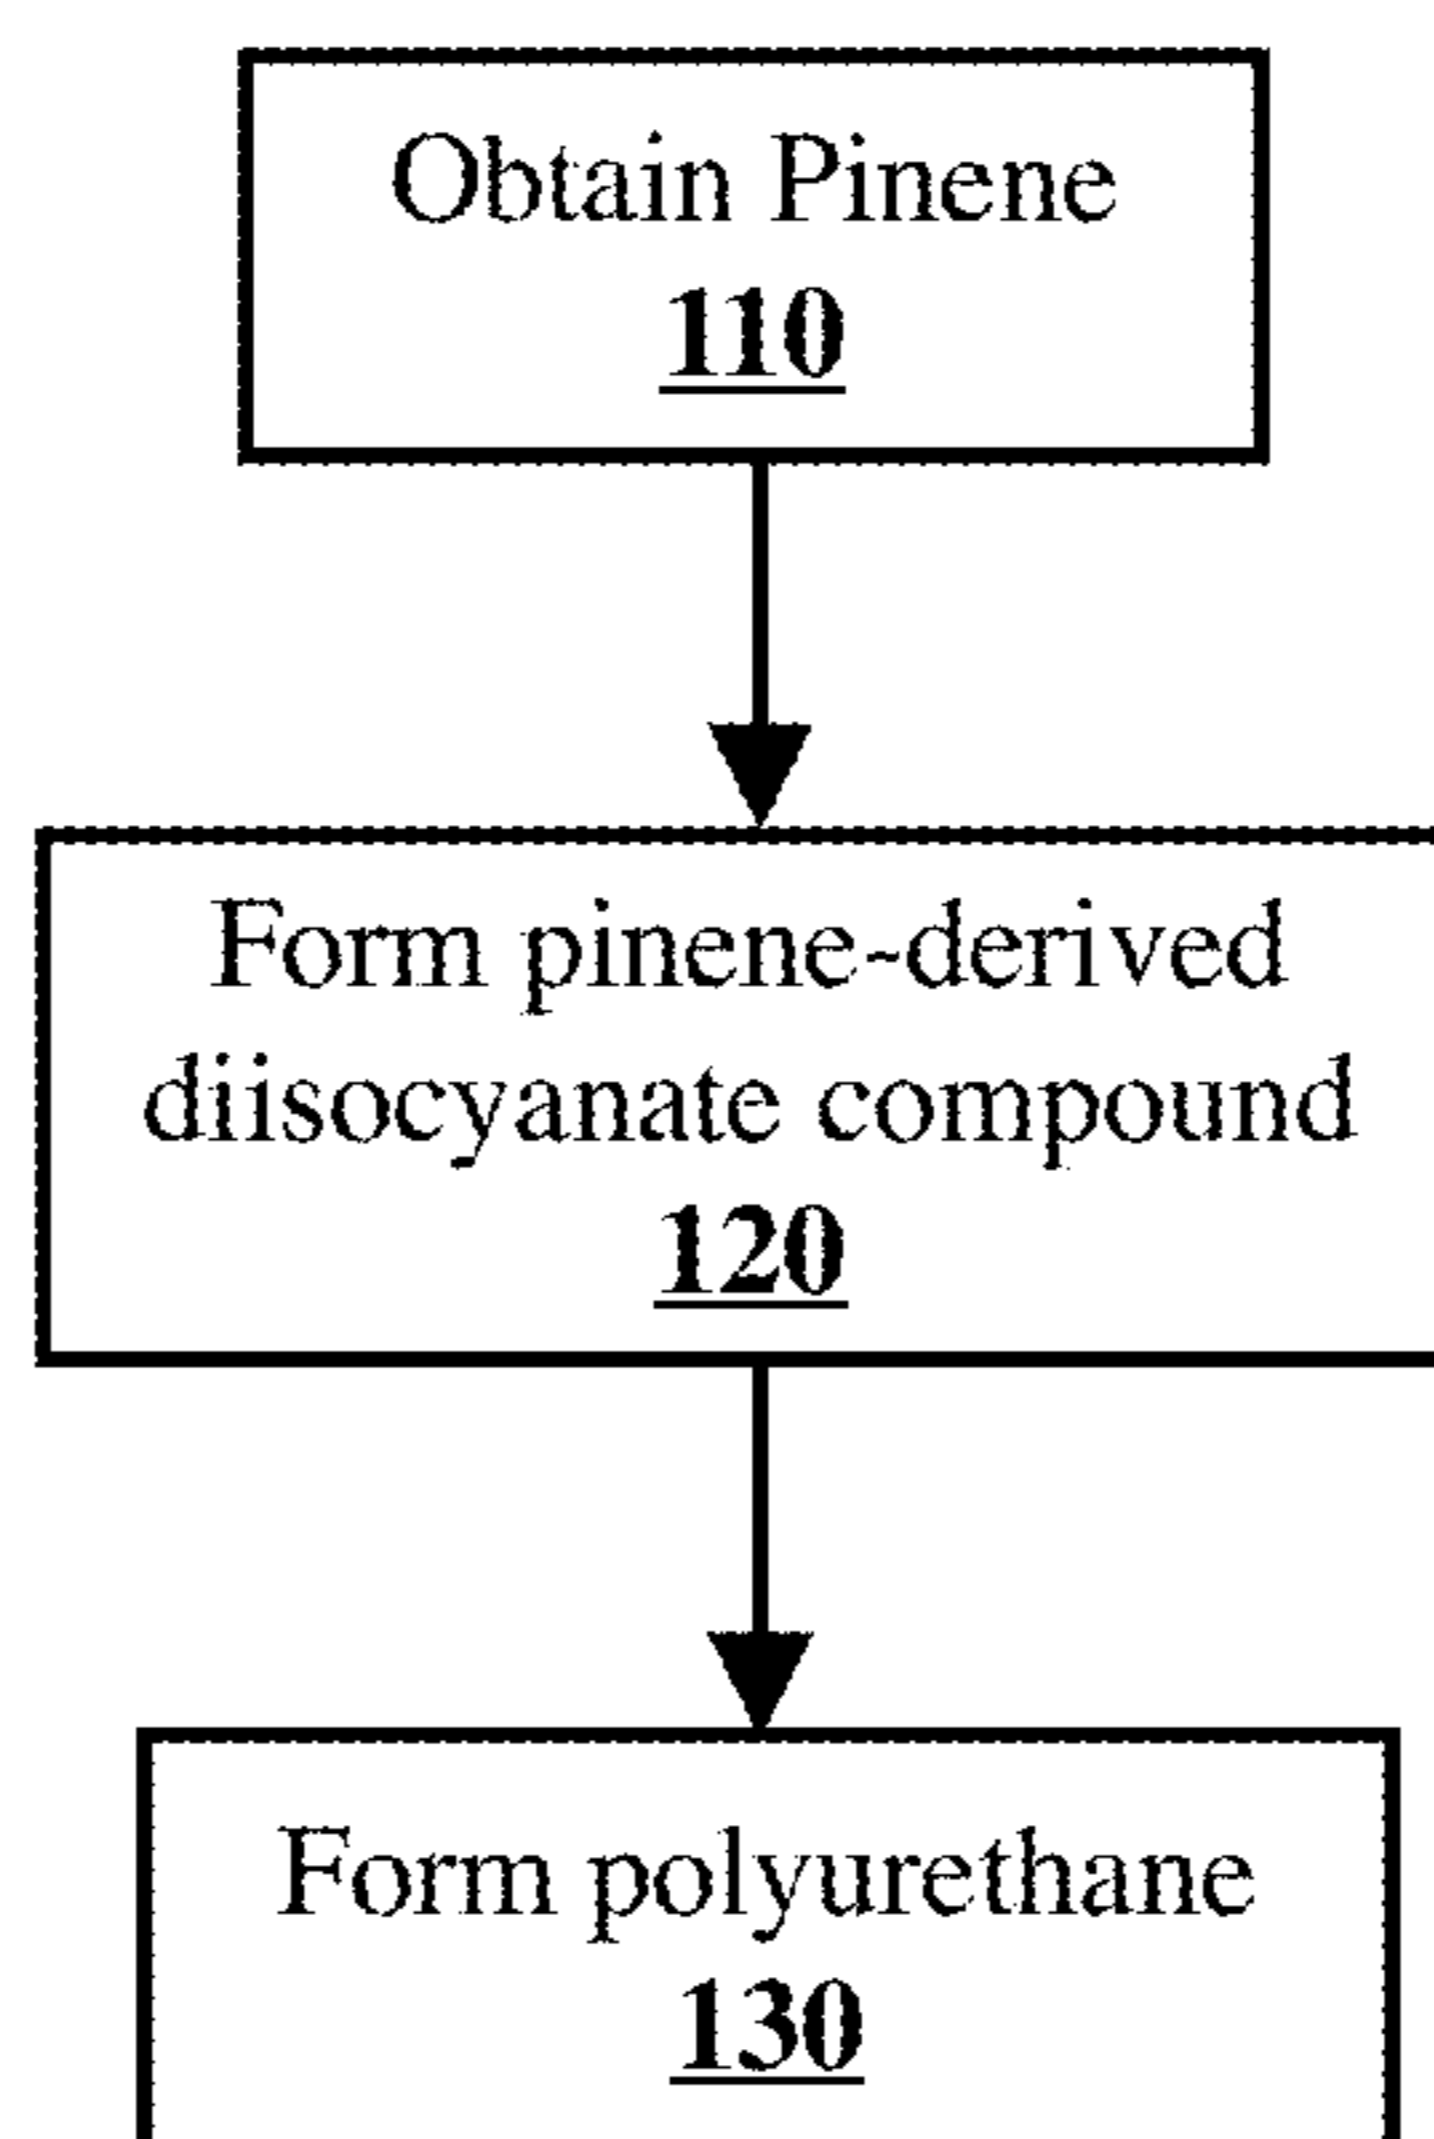 Obtain Pinene
110
Form pinene-derived
diisocyanate compound
120
Form polyurethane
130